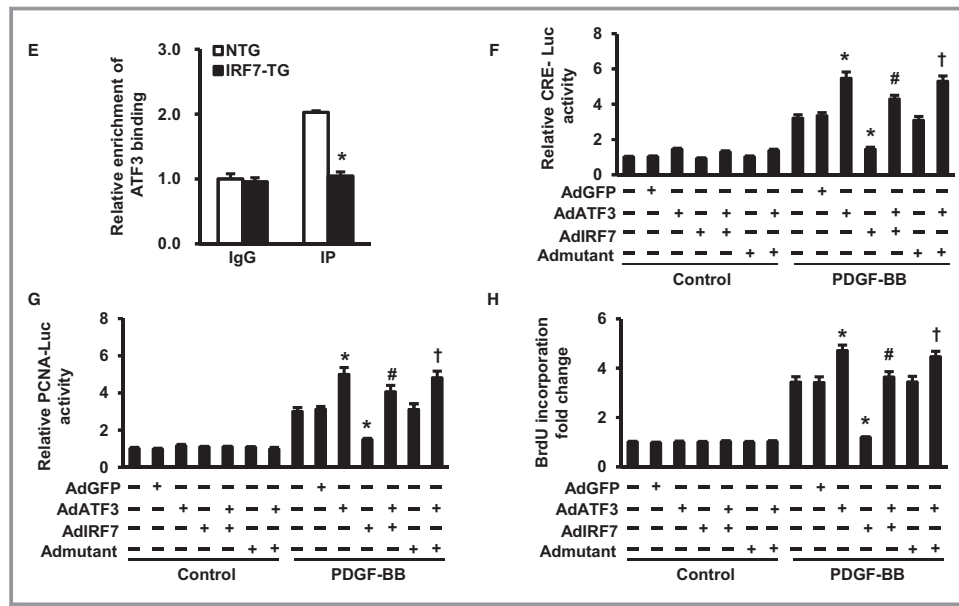 E
NTG
IRF7-TG
Relative enrichment of
ATF3 binding
3.0
2.0
1.0
0.0
*
IgG
IP
F
Relative CRE- Luc
activity
8
6
4
2
0
*
*
#
†
AdGFP − + − − − − − − + − − − − −
AdATF3 − − + − + − + − − + − + − +
AdIRF7 − − − + + − − − − − + + − −
Admutant − − − − − + + − − − − − + +
Control
PDGF-BB
G
Relative PCNA-Luc
activity
8
6
4
2
0
*
*
#
†
AdGFP − + − − − − − − + − − − − −
AdATF3 − − + − + − + − − + − + − +
AdIRF7 − − − + + − − − − − + + − −
Admutant − − − − − + + − − − − − + +
Control
PDGF-BB
H
BrdU incorporation
fold change
6
4
2
0
*
*
#
†
AdGFP − + − − − − − − + − − − − −
AdATF3 − − + − + − + − − + − + − +
AdIRF7 − − − + + − − − − − + + − −
Admutant − − − − − + + − − − − − + +
Control
PDGF-BB